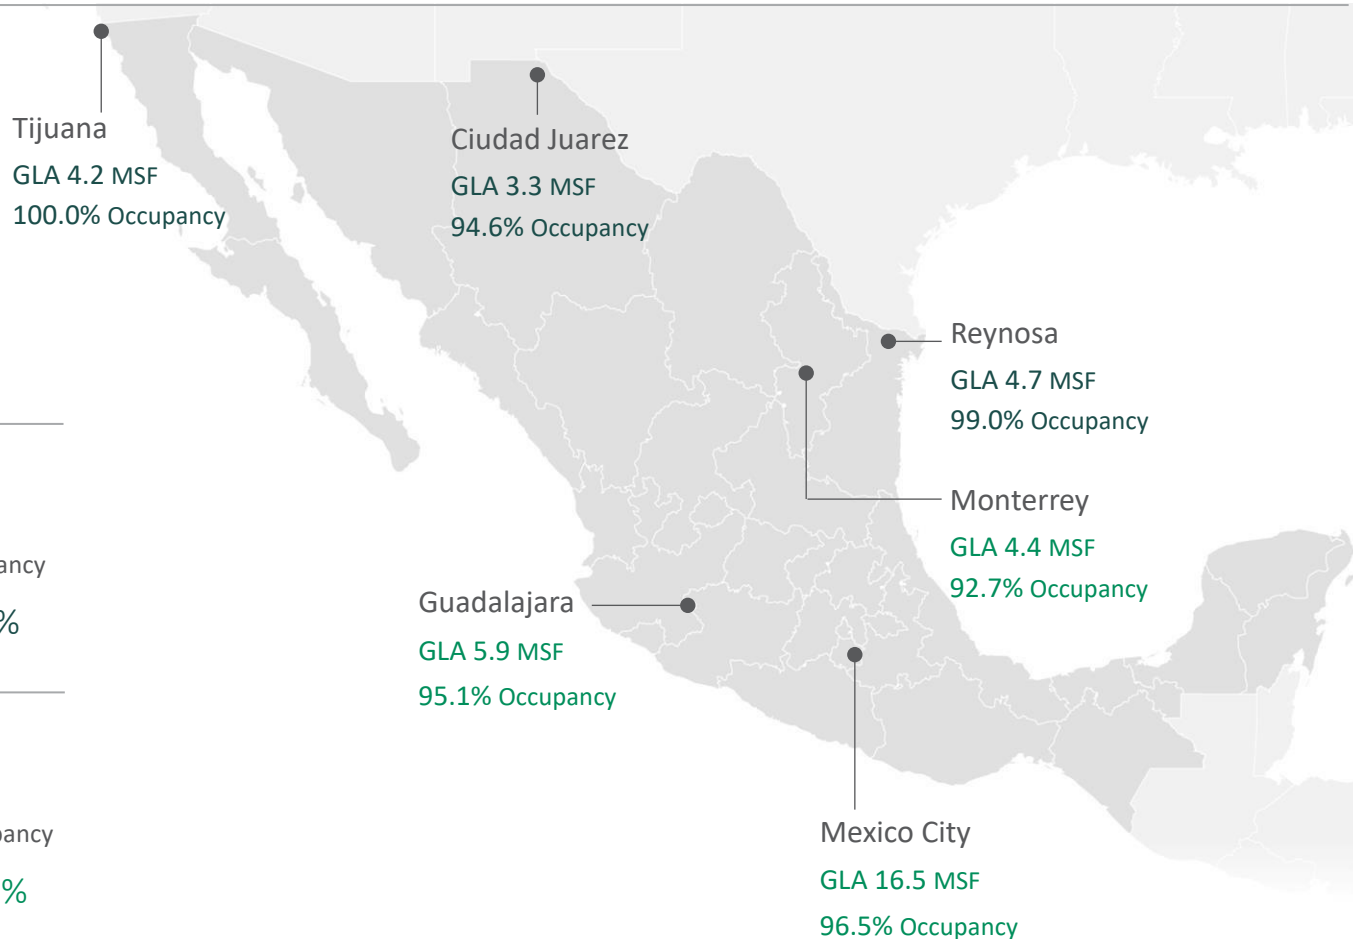 Tijuana
GLA 4.2 MSF
100.0% Occupancy
Ciudad Juarez
GLA 3.3 MSF
94.6% Occupancy
Reynosa
GLA 4.7 MSF
99.0% Occupancy
Monterrey
GLA 4.4 MSF
92.7% Occupancy
Guadalajara
GLA 5.9 MSF
95.1% Occupancy
Mexico City
GLA 16.5 MSF
96.5% Occupancy
ancy
%
pancy
%